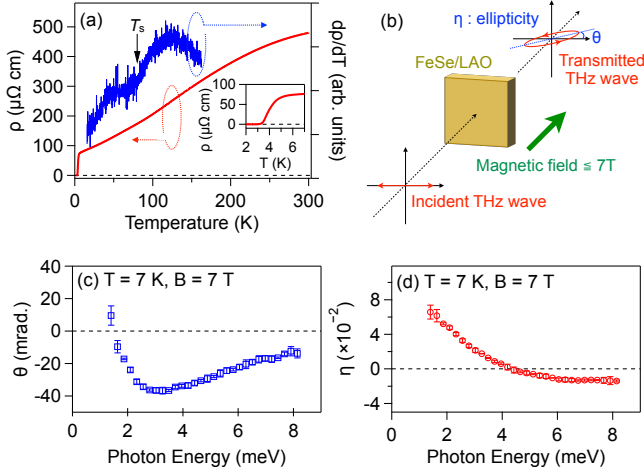 (a)
T_s
500
400
300
200
100
0
ρ (μΩ cm)
dρ/dT (arb. units)
100
50
0
ρ (μΩ cm)
2 4 6
T (K)
0 50 100 150 200 250 300
Temperature (K)
(b)
η : ellipticity
θ
Transmitted
THz wave
FeSe/LAO
Magnetic field ≦ 7T
Incident THz wave
(c) T = 7 K, B = 7 T
40
20
0
-20
-40
θ (mrad.)
0 2 4 6 8
Photon Energy (meV)
(d) T = 7 K, B = 7 T
8
4
0
-4
η (×10⁻²)
0 2 4 6 8
Photon Energy (meV)